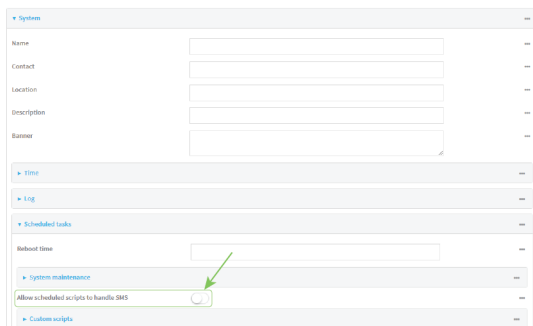 System
Name
Contact
Location
Description
Banner
Time
Log
Scheduled tasks
Reboot time
System maintenance
Allow scheduled scripts to handle SMS
Custom scripts